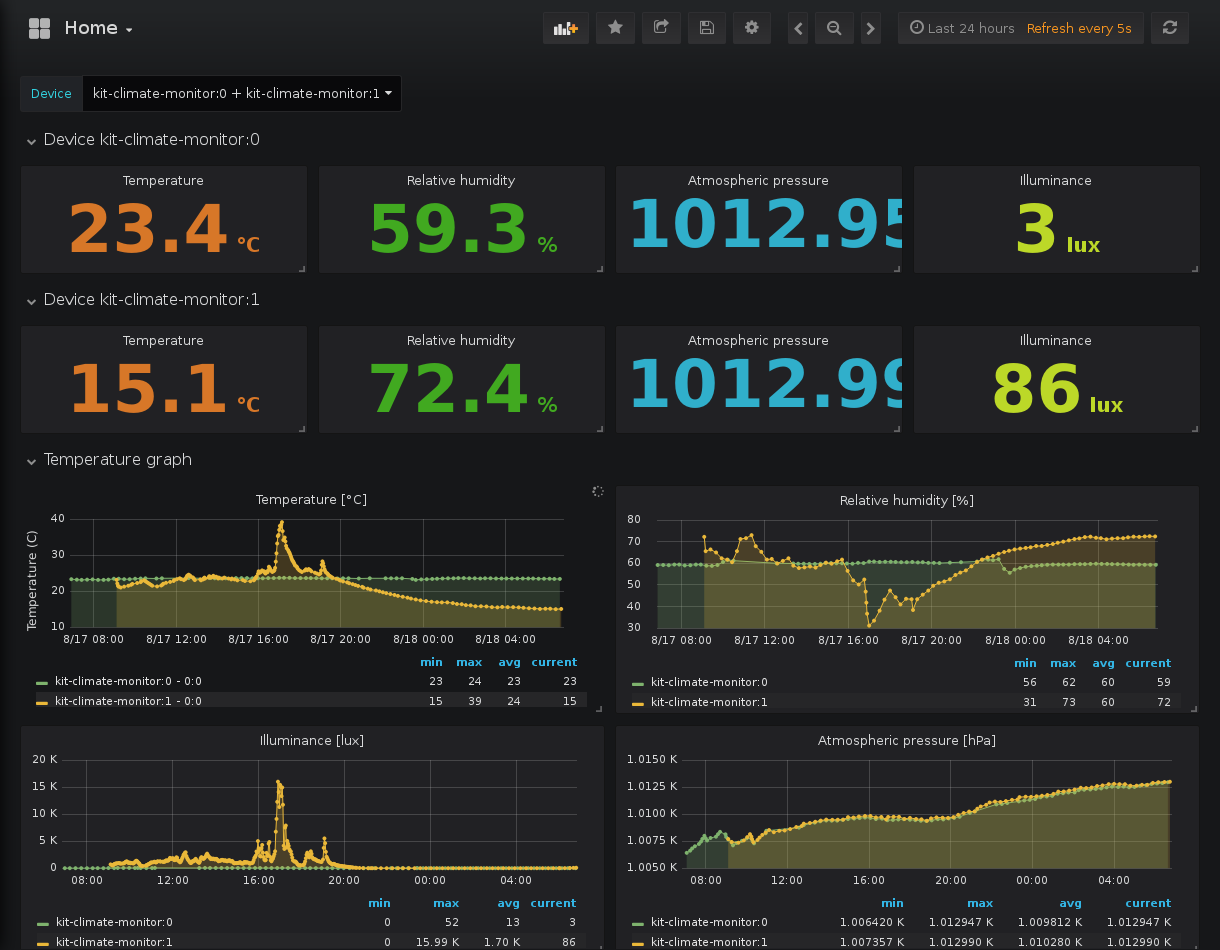 Home
Last 24 hours Refresh every 5s
Device kit-climate-monitor:0 + kit-climate-monitor:1
Device kit-climate-monitor:0
Temperature Relative humidity Atmospheric pressure Illuminance
23.4 °C 59.3 % 1012.95 3 lux
Device kit-climate-monitor:1
Temperature Relative humidity Atmospheric pressure Illuminance
15.1 °C 72.4 % 1012.99 86 lux
Temperature graph
Temperature [°C]
Temperature (C)
40
30
20
10
8/17 08:00 8/17 12:00 8/17 16:00 8/17 20:00 8/18 00:00 8/18 04:00
min max avg current
kit-climate-monitor:0 - 0:0 23 24 23 23
kit-climate-monitor:1 - 0:0 15 39 24 15
Relative humidity [%]
80
70
60
50
40
30
8/17 08:00 8/17 12:00 8/17 16:00 8/17 20:00 8/18 00:00 8/18 04:00
min max avg current
kit-climate-monitor:0 56 62 60 59
kit-climate-monitor:1 31 73 60 72
Illuminance [lux]
20 K
15 K
10 K
5 K
0
08:00 12:00 16:00 20:00 00:00 04:00
min max avg current
kit-climate-monitor:0 0 52 13 3
kit-climate-monitor:1 0 15.99 K 1.70 K 86
Atmospheric pressure [hPa]
1.0150 K
1.0125 K
1.0100 K
1.0075 K
1.0050 K
08:00 12:00 16:00 20:00 00:00 04:00
min max avg current
kit-climate-monitor:0 1.006420 K 1.012947 K 1.009812 K 1.012947 K
kit-climate-monitor:1 1.007357 K 1.012990 K 1.010280 K 1.012990 K